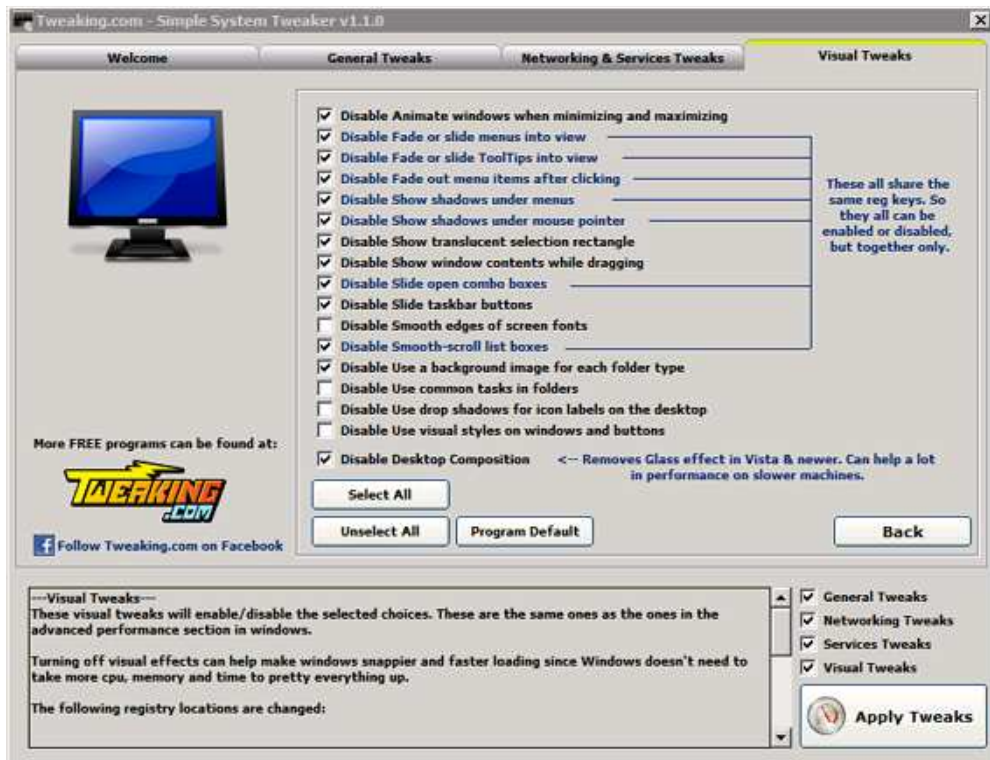 Tweaking.com - Simple System Tweaker v1.1.0
Welcome
General Tweaks
Networking & Services Tweaks
Visual Tweaks
Disable Animate windows when minimizing and maximizing
Disable Fade or slide menus into view
Disable Fade or slide ToolTips into view
Disable Fade out menu items after clicking
Disable Show shadows under menus
Disable Show shadows under mouse pointer
Disable Show translucent selection rectangle
Disable Show window contents while dragging
Disable Slide open combo boxes
Disable Slide taskbar buttons
Disable Smooth edges of screen fonts
Disable Smooth-scroll list boxes
Disable Use a background image for each folder type
Disable Use common tasks in folders
Disable Use drop shadows for icon labels on the desktop
Disable Use visual styles on windows and buttons
Disable Desktop Composition
These all share the
same reg keys. So
they all can be
enabled or disabled,
but together only.
<-- Removes Glass effect in Vista & newer. Can help a lot
in performance on slower machines.
More FREE programs can be found at:
TWEAKING
.COM
Follow Tweaking.com on Facebook
Select All
Unselect All
Program Default
Back
---Visual Tweaks---
These visual tweaks will enable/disable the selected choices. These are the same ones as the ones in the
advanced performance section in windows.
Turning off visual effects can help make windows snappier and faster loading since Windows doesn't need to
take more cpu, memory and time to pretty everything up.
The following registry locations are changed:
General Tweaks
Networking Tweaks
Services Tweaks
Visual Tweaks
Apply Tweaks